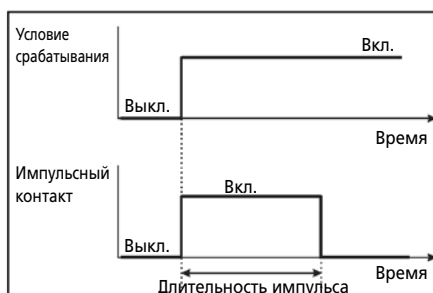 Условие
срабатывания
Вкл.
Выкл.
Время
Импульсный
контакт
Вкл.
Выкл.
Время
Длительность импульса